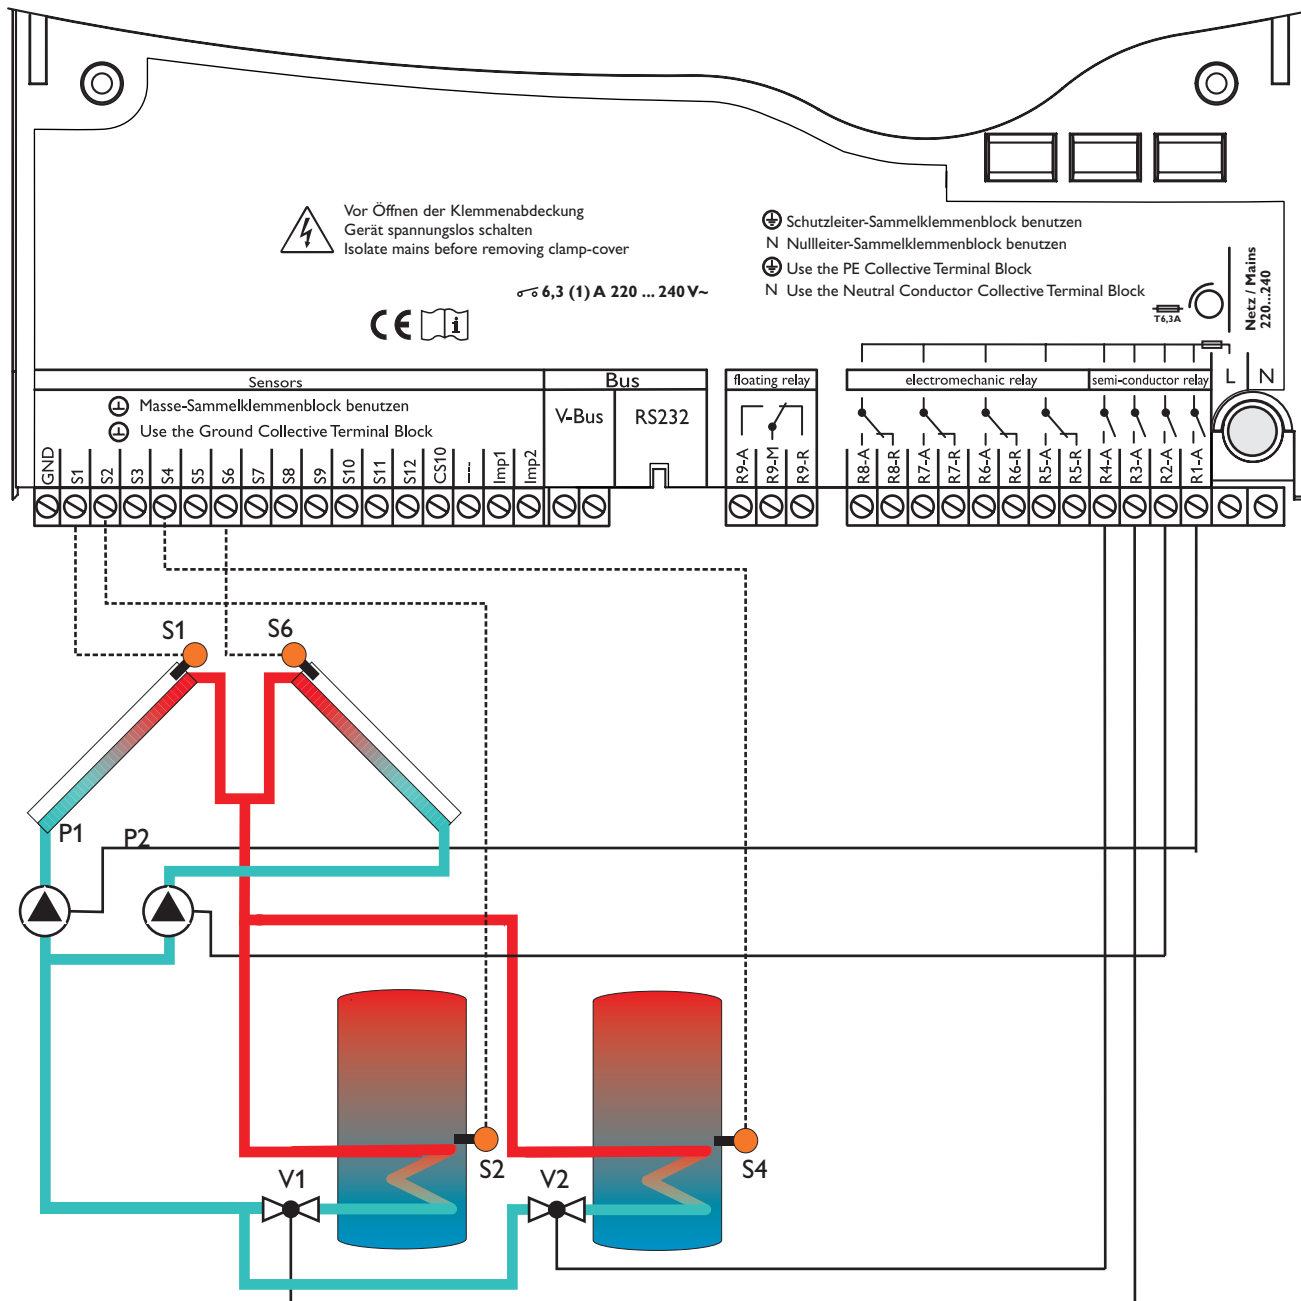 Vor Öffnen der Klemmenabdeckung
Gerät spannungslos schalten
Isolate mains before removing clamp-cover
6,3 (1) A 220 ... 240 V~
CE i
Schutzleiter-Sammelklemmenblock benutzen
N Nullleiter-Sammelklemmenblock benutzen
Use the PE Collective Terminal Block
N Use the Neutral Conductor Collective Terminal Block
T6,3A
Netz / Mains
220...240
Sensors
Bus
floating relay
electromechanic relay
semi-conductor relay
L
N
Masse-Sammelklemmenblock benutzen
Use the Ground Collective Terminal Block
V-Bus
RS232
GND
S1
S2
S3
S4
S5
S6
S7
S8
S9
S10
S11
S12
CS10
---
Imp1
Imp2
R9-A
R9-M
R9-R
R8-A
R8-R
R7-A
R7-R
R6-A
R6-R
R5-A
R5-R
R4-A
R3-A
R2-A
R1-A
S1
S6
P1
P2
V1
S2
V2
S4